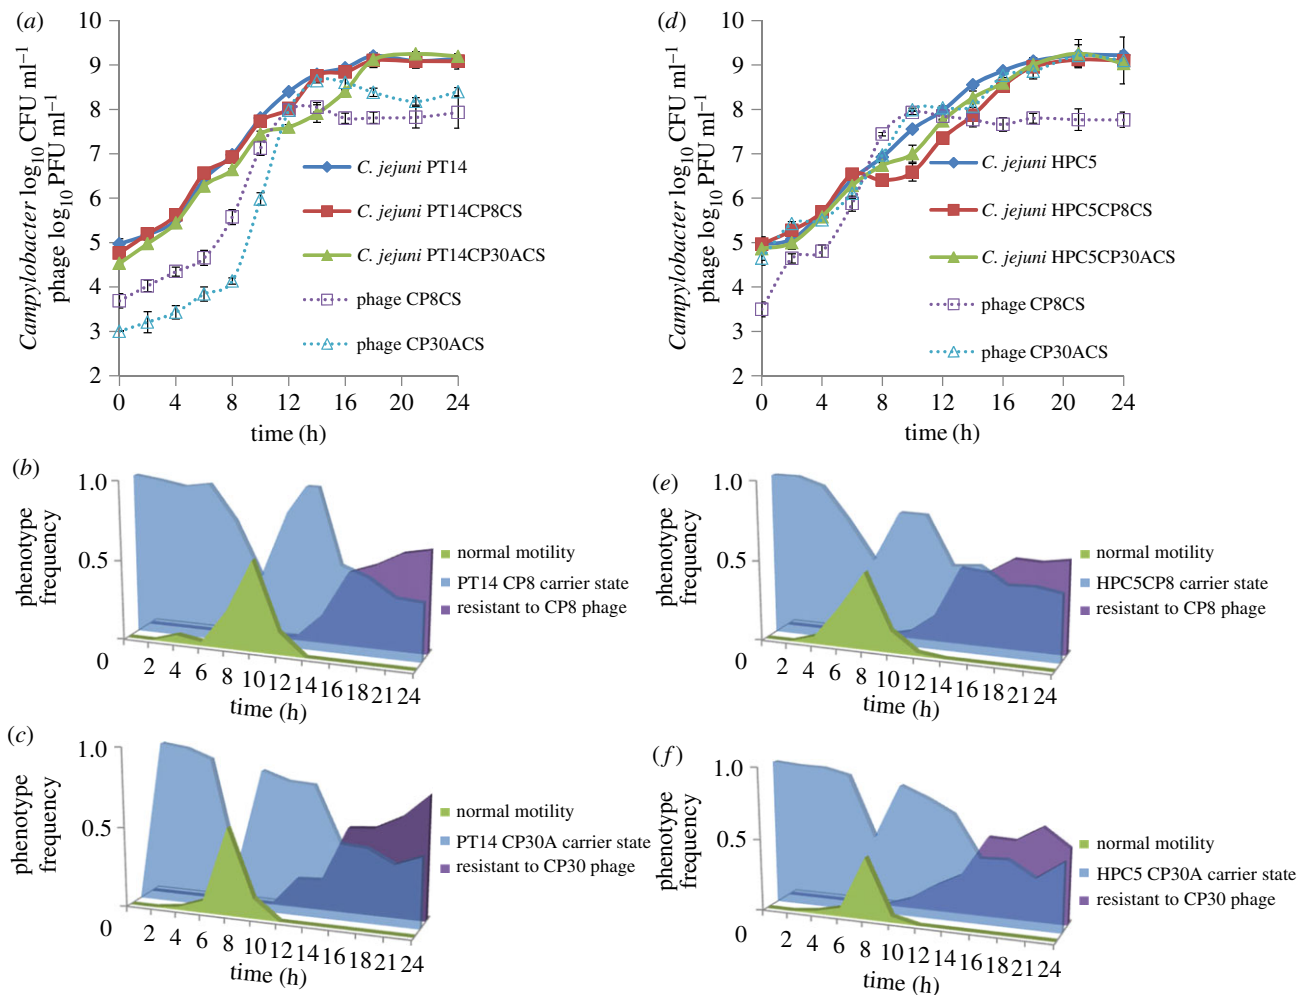 (a)
Campylobacter log10 CFU ml−1
phage log10 PFU ml−1
10
9
8
7
6
5
4
3
2
0 4 8 12 16 20 24
time (h)
C. jejuni PT14
C. jejuni PT14CP8CS
C. jejuni PT14CP30ACS
phage CP8CS
phage CP30ACS
(d)
Campylobacter log10 CFU ml−1
phage log10 PFU ml−1
10
9
8
7
6
5
4
3
2
0 4 8 12 16 20 24
time (h)
C. jejuni HPC5
C. jejuni HPC5CP8CS
C. jejuni HPC5CP30ACS
phage CP8CS
phage CP30ACS
(b)
phenotype
frequency
1.0
0.5
0
2 4 6 8 10 12 14 16 18 21 24
time (h)
normal motility
PT14 CP8 carrier state
resistant to CP8 phage
(e)
phenotype
frequency
1.0
0.5
0
2 4 6 8 10 12 14 16 18 21 24
time (h)
normal motility
HPC5CP8 carrier state
resistant to CP8 phage
(c)
phenotype
frequency
1.0
0.5
0
2 4 6 8 10 12 14 16 18 21 24
time (h)
normal motility
PT14 CP30A carrier state
resistant to CP30 phage
(f)
phenotype
frequency
1.0
0.5
0
2 4 6 8 10 12 14 16 18 21 24
time (h)
normal motility
HPC5 CP30A carrier state
resistant to CP30 phage